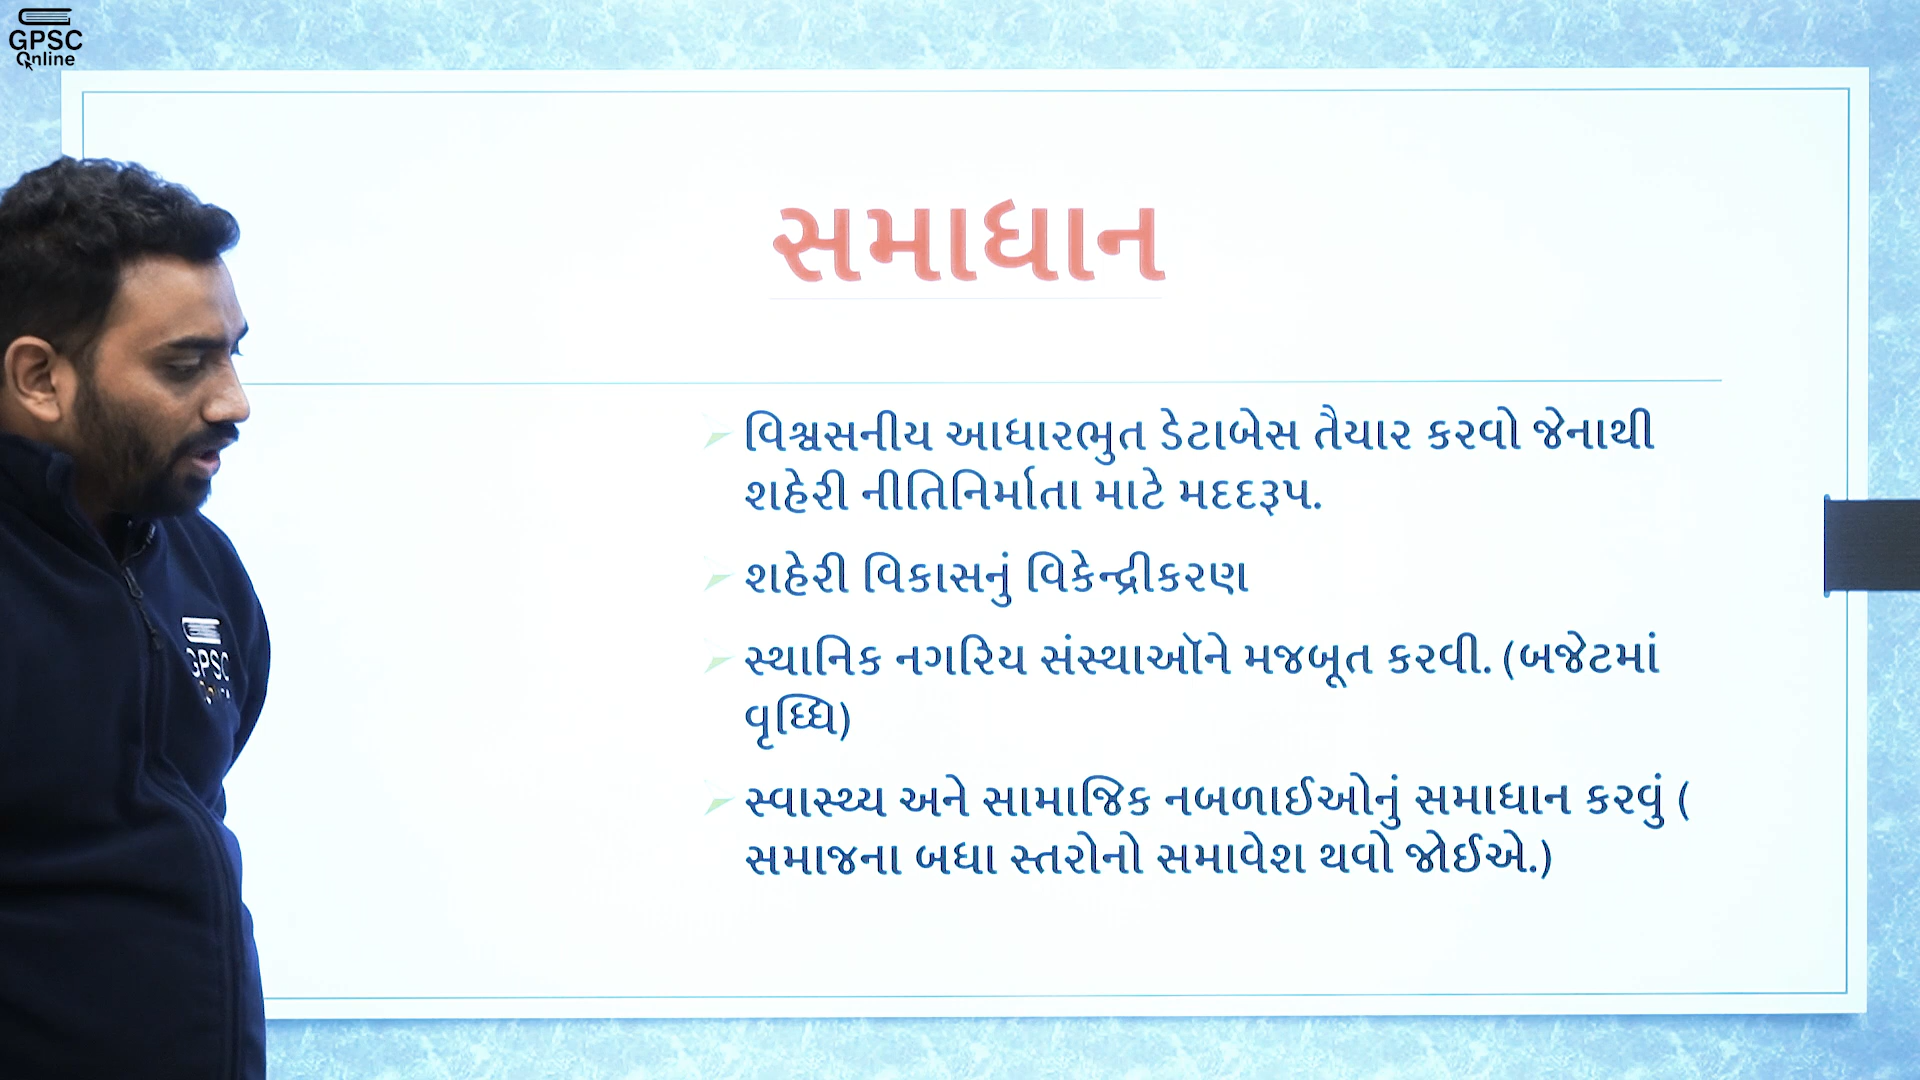 GPSC
Online
સમાધાન
વિશ્વસનીય આધારભુત ડેટાબેસ તૈયાર કરવો જેનાથી
શહેરી નીતિનિર્માતા માટે મદદરૂપ.
શહેરી વિકાસનું વિકેન્દ્રીકરણ
સ્થાનિક નગરિય સંસ્થાઓંને મજબૂત કરવી. (બજેટમાં
વૃધ્ધિ)
સ્વાસ્થ્ય અને સામાજિક નબળાઈઓનું સમાધાન કરવું (
સમાજના બધા સ્તરોનો સમાવેશ થવો જોઈએ.)
GPSC